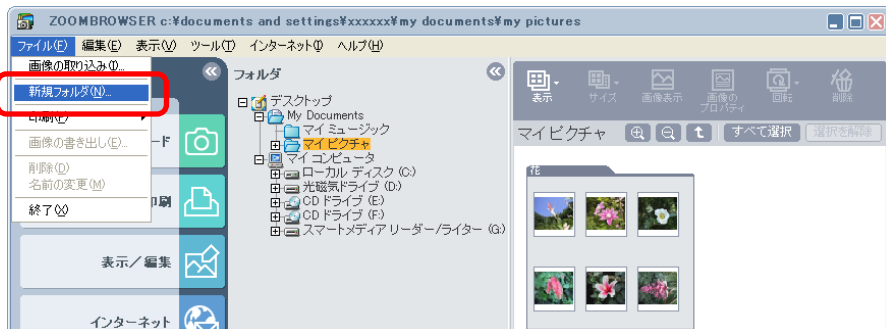 ZOOMBROWSER c:¥documents and settings¥xxxxxx¥my documents¥my pictures
ファイル(F) 編集(E) 表示(V) ツール(T) インターネット(I) ヘルプ(H)
画像の取り込み(I)...
新規フォルダ(N)...
印刷(P)
画像の書き出し(E)...
削除(D)
名前の変更(M)
終了(X)
ード
印刷
表示／編集
インターネット
フォルダ
デスクトップ
My Documents
マイ ミュージック
マイ ピクチャ
マイ コンピュータ
ローカル ディスク (C:)
光磁気ドライブ (D:)
CD ドライブ (E:)
CD ドライブ (F:)
スマートメディア リーダー/ライター (G:)
表示 サイズ 画像表示 画像のプロパティ 回転 削除
マイ ピクチャ すべて選択 選択を解除
花